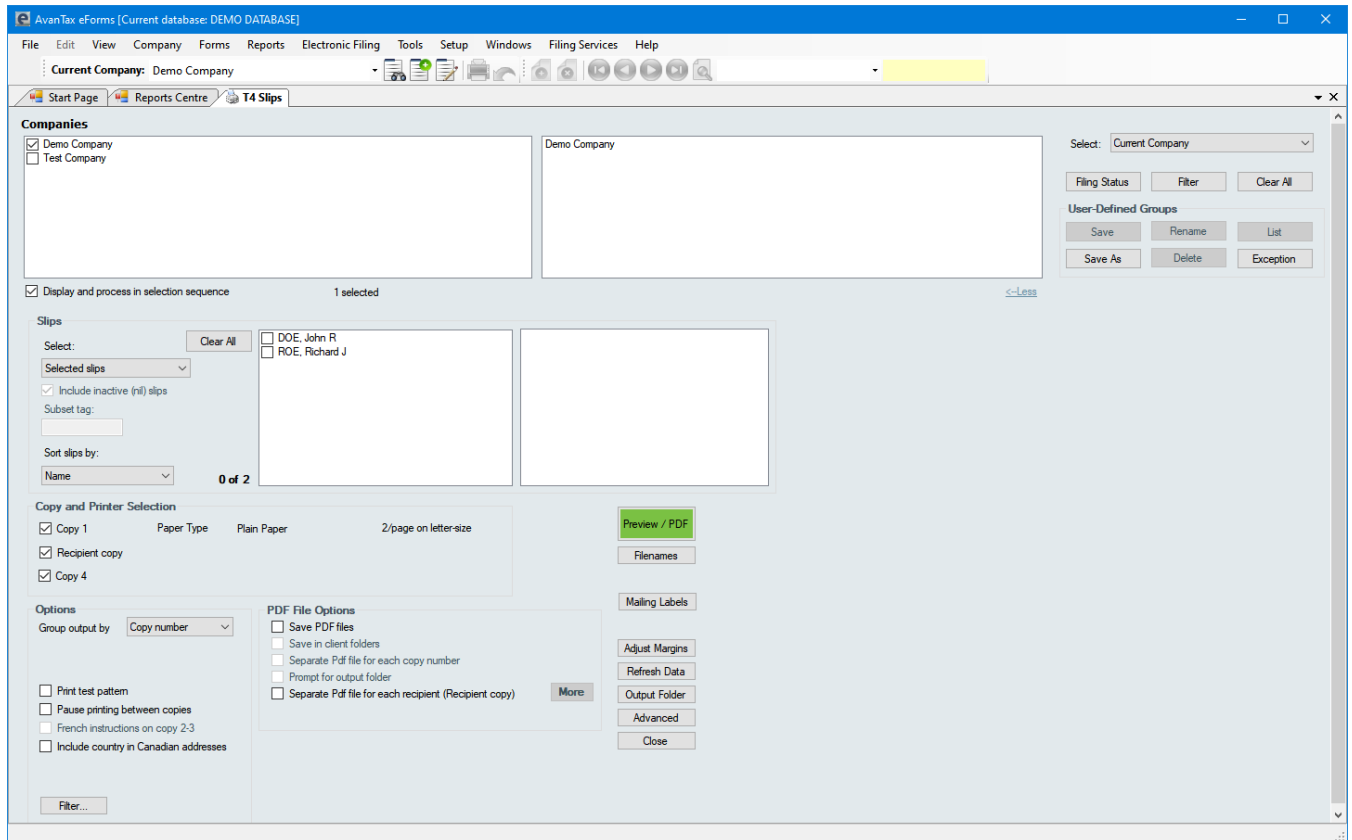 AvanTax eForms [Current database: DEMO DATABASE]
File Edit View Company Forms Reports Electronic Filing Tools Setup Windows Filing Services Help
Current Company: Demo Company
Start Page Reports Centre T4 Slips
Companies
Demo Company
Test Company
Demo Company
Select: Current Company
Filing Status Filter Clear All
User-Defined Groups
Save Rename List
Save As Delete Exception
Display and process in selection sequence 1 selected <--Less
Slips
Select: Clear All
Selected slips
Include inactive (nil) slips
Subset tag:
Sort slips by:
Name 0 of 2
DOE, John R
ROE, Richard J
Copy and Printer Selection
Copy 1 Paper Type Plain Paper 2/page on letter-size
Recipient copy
Copy 4
Preview / PDF
Filenames
Mailing Labels
Adjust Margins
Refresh Data
Output Folder
Advanced
Close
Options
Group output by Copy number
Print test pattern
Pause printing between copies
French instructions on copy 2-3
Include country in Canadian addresses
Filter...
PDF File Options
Save PDF files
Save in client folders
Separate Pdf file for each copy number
Prompt for output folder
Separate Pdf file for each recipient (Recipient copy) More